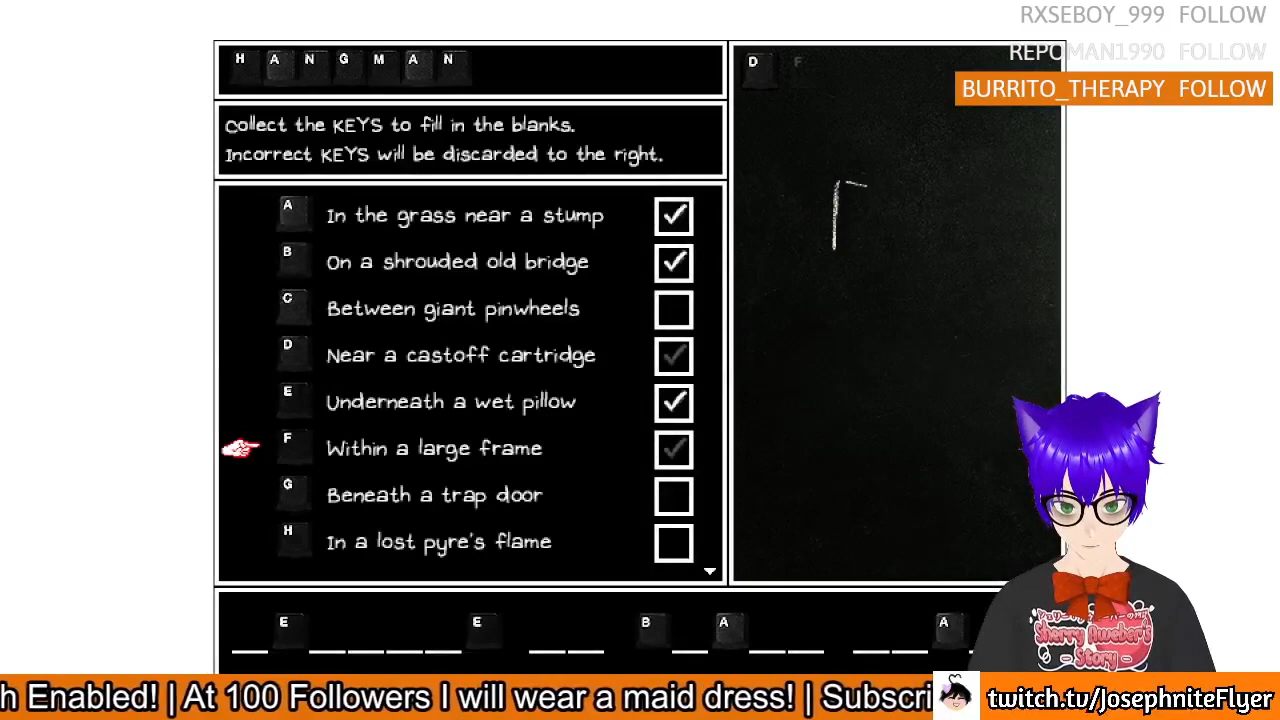 RXSEBOY_999 FOLLOW
REPOMAN1990 FOLLOW
BURRITO_THERAPY FOLLOW
H A N G M A N
D F
Collect the KEYS to fill in the blanks.
Incorrect KEYS will be discarded to the right.
A In the grass near a stump
B On a shrouded old bridge
C Between giant pinwheels
D Near a castoff cartridge
E Underneath a wet pillow
F Within a large frame
G Beneath a trap door
H In a lost pyre's flame
E E B A A
Sherry Aweber's
- Story -
h Enabled! | At 100 Followers I will wear a maid dress! | Subscri
twitch.tv/JosephniteFlyer